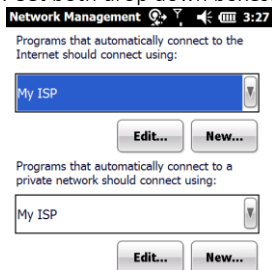 Network Management 3:27
Programs that automatically connect to the
Internet should connect using:
My ISP
Edit... New...
Programs that automatically connect to a
private network should connect using:
My ISP
Edit... New...